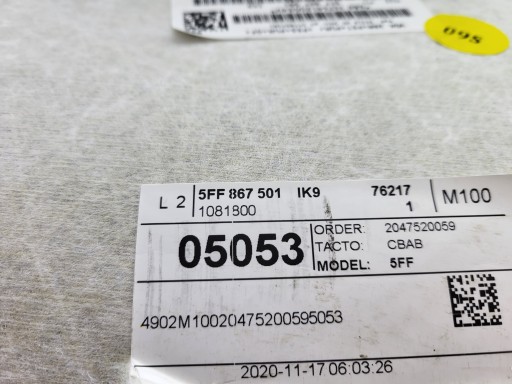 860
L 2 5FF 867 501 IK9 76217 M100
1081800 1
05053
ORDER: 2047520059
TACTO: CBAB
MODEL: 5FF
4902M10020475200595053
2020-11-17 06:03:26